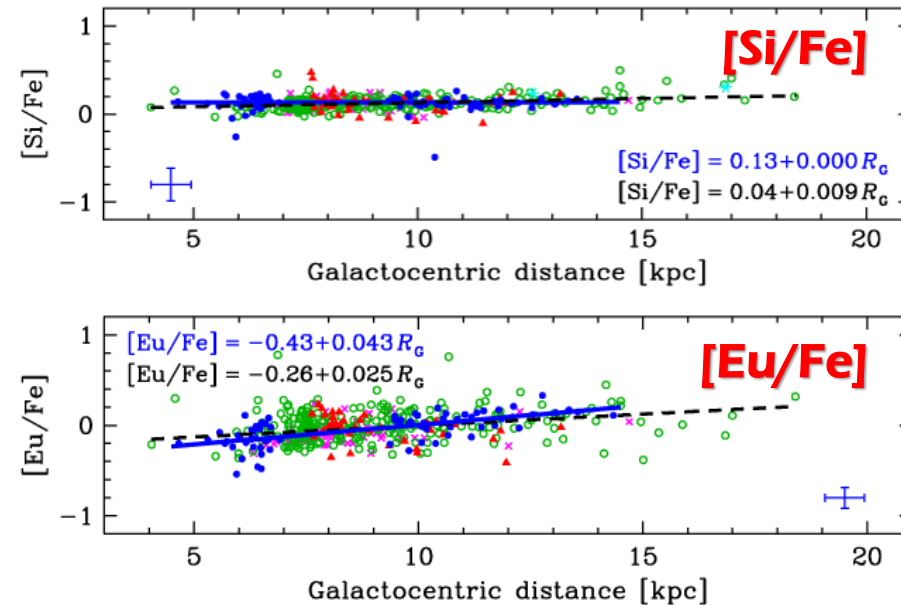 [Si/Fe]
1
0
−1
[Si/Fe]
[Si/Fe] = 0.13+0.000 R_G
[Si/Fe] = 0.04+0.009 R_G
5 10 15 20
Galactocentric distance [kpc]
1
0
−1
[Eu/Fe]
[Eu/Fe] = −0.43+0.043 R_G
[Eu/Fe] = −0.26+0.025 R_G
[Eu/Fe]
5 10 15 20
Galactocentric distance [kpc]